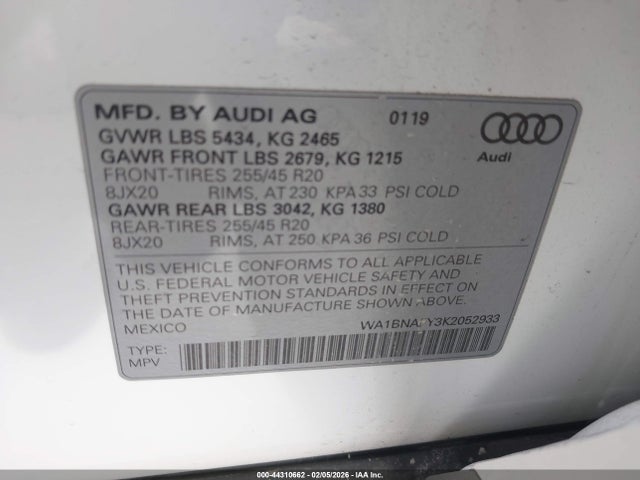 MFD. BY AUDI AG 0119
GVWR LBS 5434, KG 2465
GAWR FRONT LBS 2679, KG 1215
FRONT-TIRES 255/45 R20
8JX20 RIMS, AT 230 KPA 33 PSI COLD
GAWR REAR LBS 3042, KG 1380
REAR-TIRES 255/45 R20
8JX20 RIMS, AT 250 KPA 36 PSI COLD
Audi
THIS VEHICLE CONFORMS TO ALL APPLICABLE
U.S. FEDERAL MOTOR VEHICLE SAFETY AND
THEFT PREVENTION STANDARDS IN EFFECT ON
THE DATE OF MANUFACTURE SHOWN ABOVE.
MEXICO
TYPE:
MPV
000-44310662 - 02/05/2026 - IAA Inc.